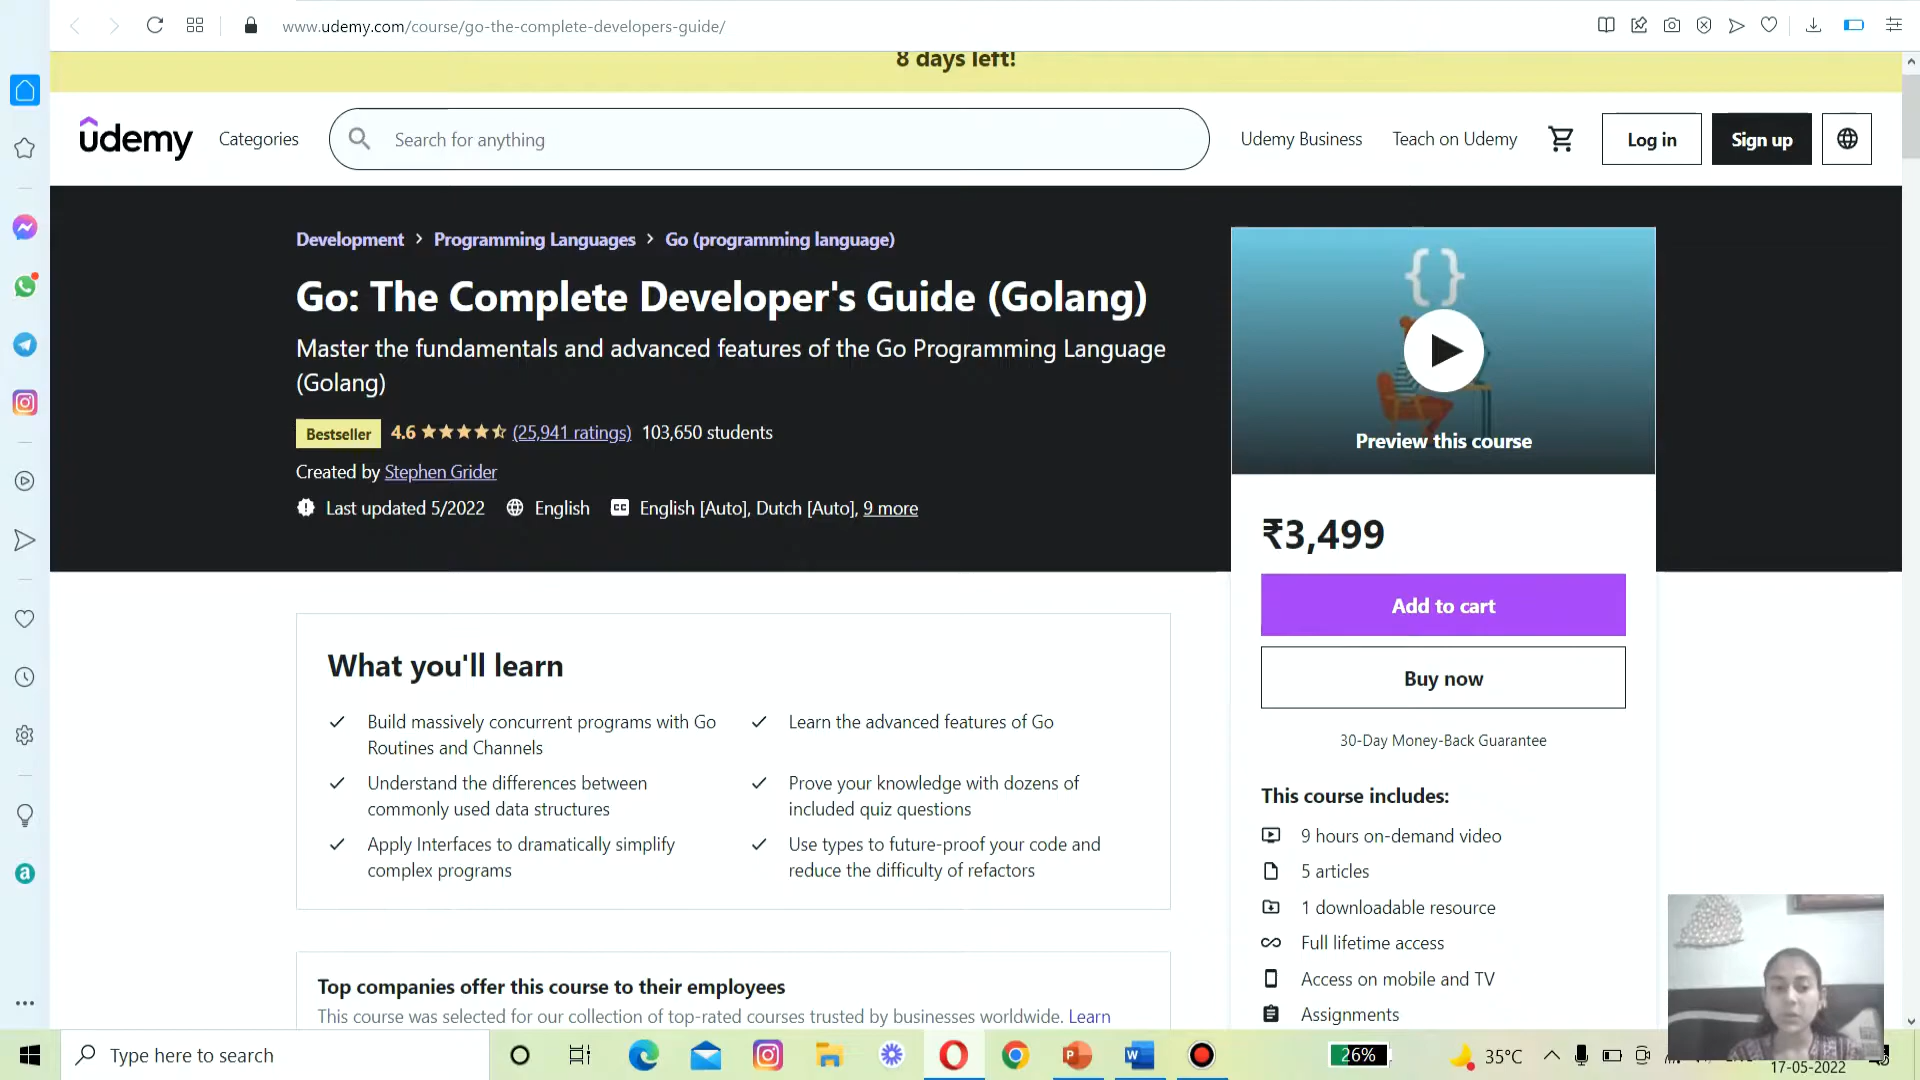 www.udemy.com/course/go-the-complete-developers-guide/
8 days left!
udemy
Categories
Search for anything
Udemy Business
Teach on Udemy
Log in
Sign up
Development > Programming Languages > Go (programming language)
Go: The Complete Developer's Guide (Golang)
Master the fundamentals and advanced features of the Go Programming Language
(Golang)
Bestseller 4.6 (25,941 ratings) 103,650 students
Created by Stephen Grider
Last updated 5/2022 English English [Auto], Dutch [Auto], 9 more
Preview this course
₹3,499
Add to cart
Buy now
30-Day Money-Back Guarantee
This course includes:
9 hours on-demand video
5 articles
1 downloadable resource
Full lifetime access
Access on mobile and TV
Assignments
What you'll learn
Build massively concurrent programs with Go
Routines and Channels
Understand the differences between
commonly used data structures
Apply Interfaces to dramatically simplify
complex programs
Learn the advanced features of Go
Prove your knowledge with dozens of
included quiz questions
Use types to future-proof your code and
reduce the difficulty of refactors
Top companies offer this course to their employees
This course was selected for our collection of top-rated courses trusted by businesses worldwide. Learn
Type here to search
26%
35°C
17-05-2022